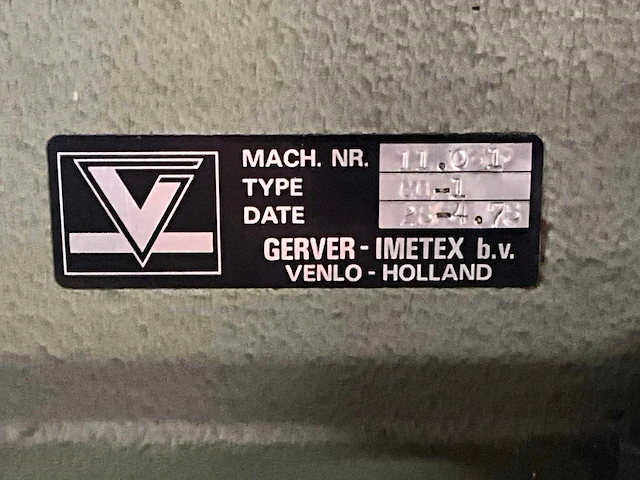 MACH. NR.
TYPE
DATE
GERVER - IMETEX b.v.
VENLO - HOLLAND